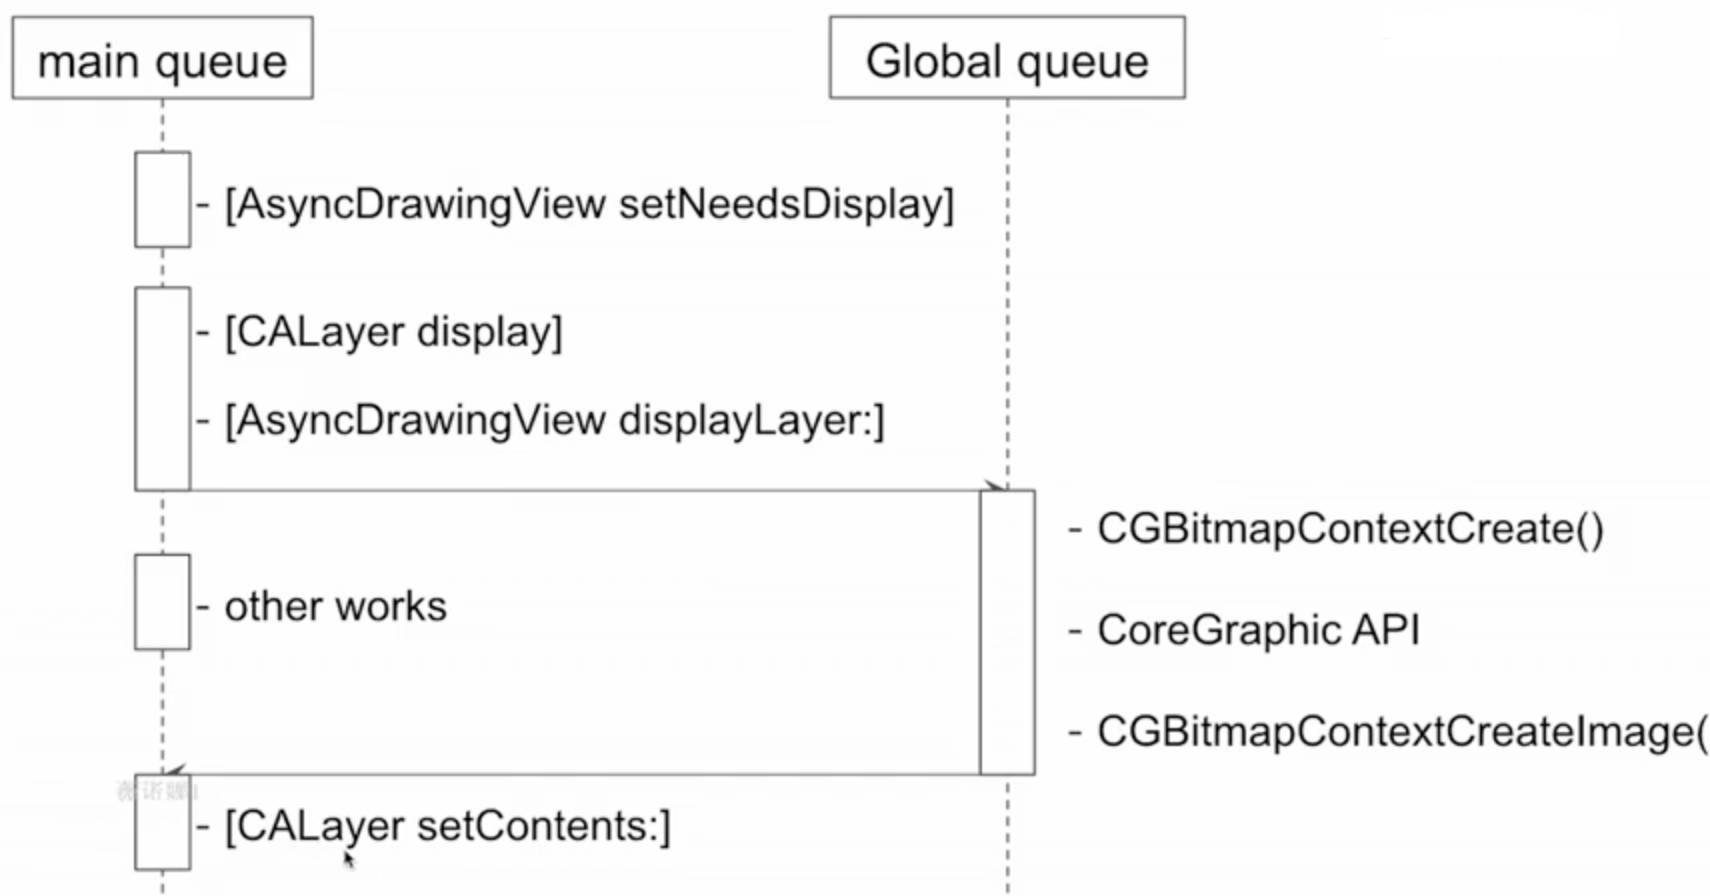 main queue
Global queue
- [AsyncDrawingView setNeedsDisplay]
- [CALayer display]
- [AsyncDrawingView displayLayer:]
- CGBitmapContextCreate()
- other works
- CoreGraphic API
- CGBitmapContextCreateImage(
- [CALayer setContents:]